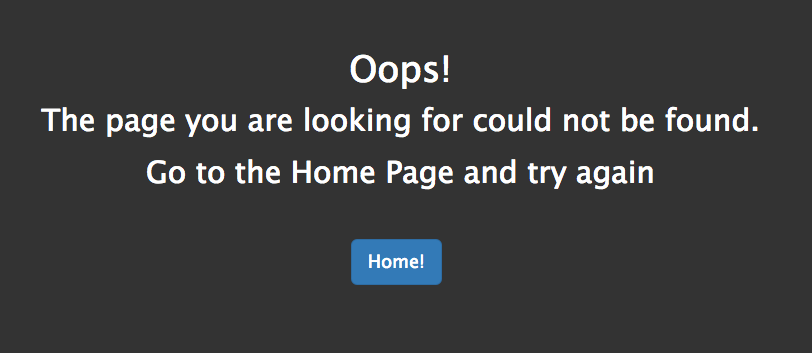 Oops!
The page you are looking for could not be found.
Go to the Home Page and try again
Home!